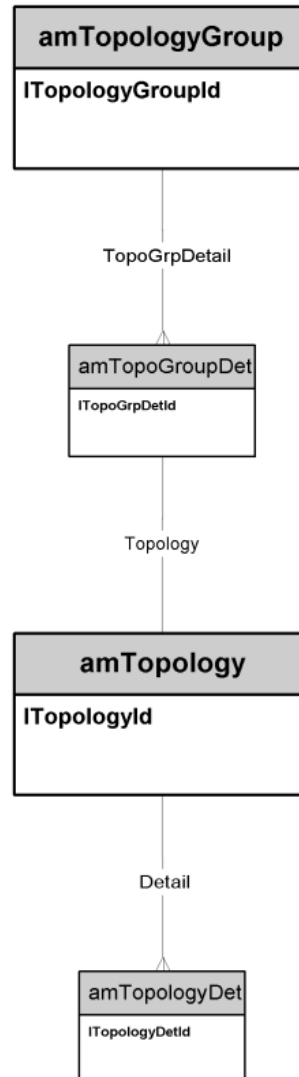 amTopologyGroup
lTopologyGroupId
TopoGrpDetail
amTopoGroupDet
lTopoGrpDetId
Topology
amTopology
lTopologyId
Detail
amTopologyDet
lTopologyDetId